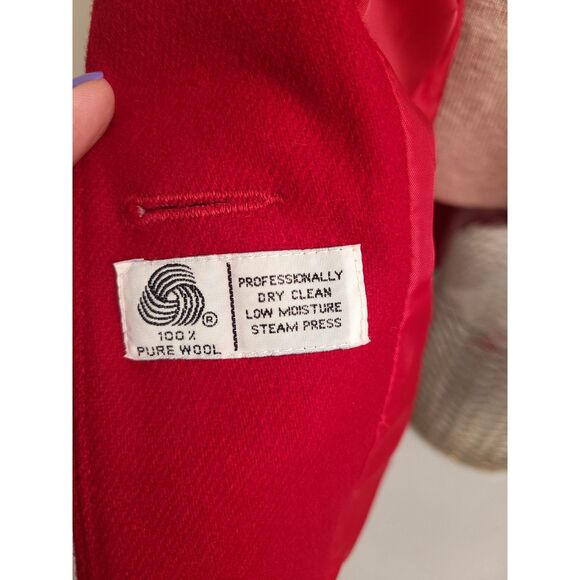 ®
100%
PURE WOOL
PROFESSIONALLY
DRY CLEAN
LOW MOISTURE
STEAM PRESS